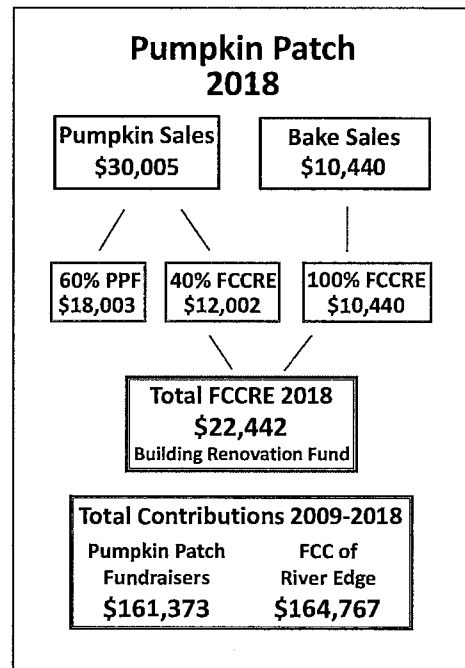 Pumpkin Patch
2018
Pumpkin Sales
$30,005
Bake Sales
$10,440
60% PPF
$18,003
40% FCCRE
$12,002
100% FCCRE
$10,440
Total FCCRE 2018
$22,442
Building Renovation Fund
Total Contributions 2009-2018
Pumpkin Patch
Fundraisers
$161,373
FCC of
River Edge
$164,767